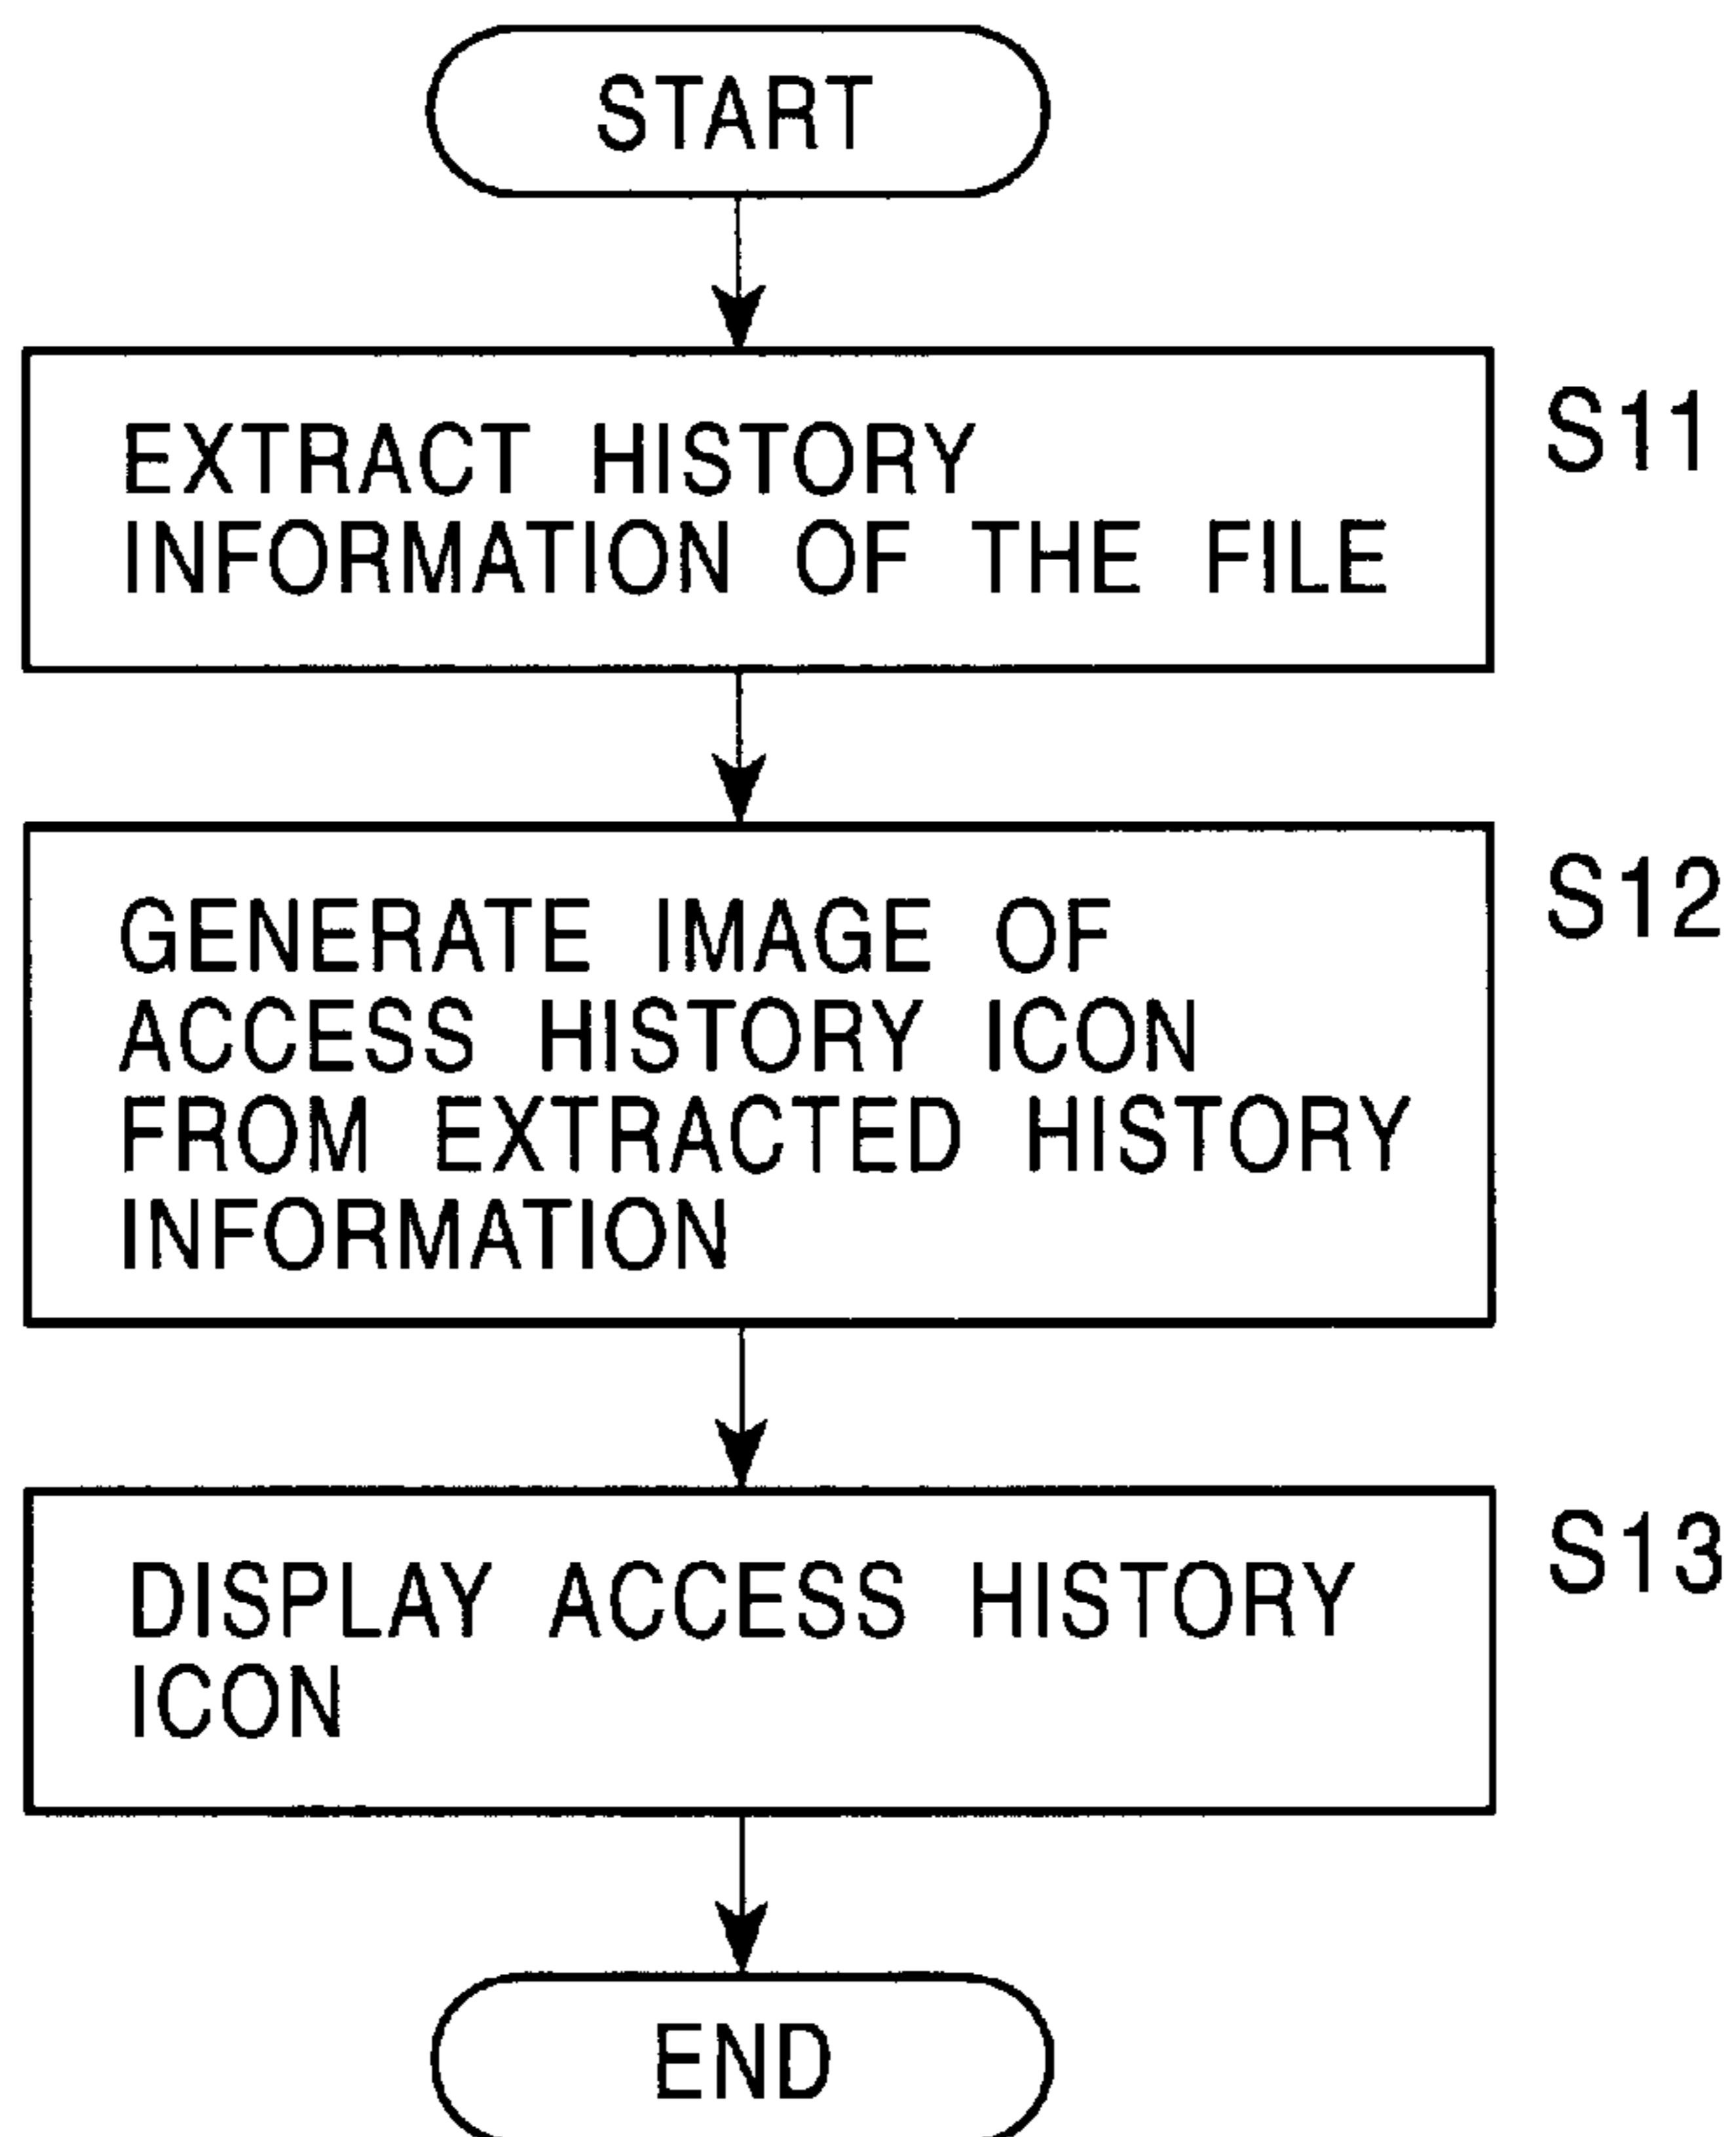 START
EXTRACT HISTORY
INFORMATION OF THE FILE
S11
GENERATE IMAGE OF
ACCESS HISTORY ICON
FROM EXTRACTED HISTORY
INFORMATION
S12
DISPLAY ACCESS HISTORY
ICON
S13
END